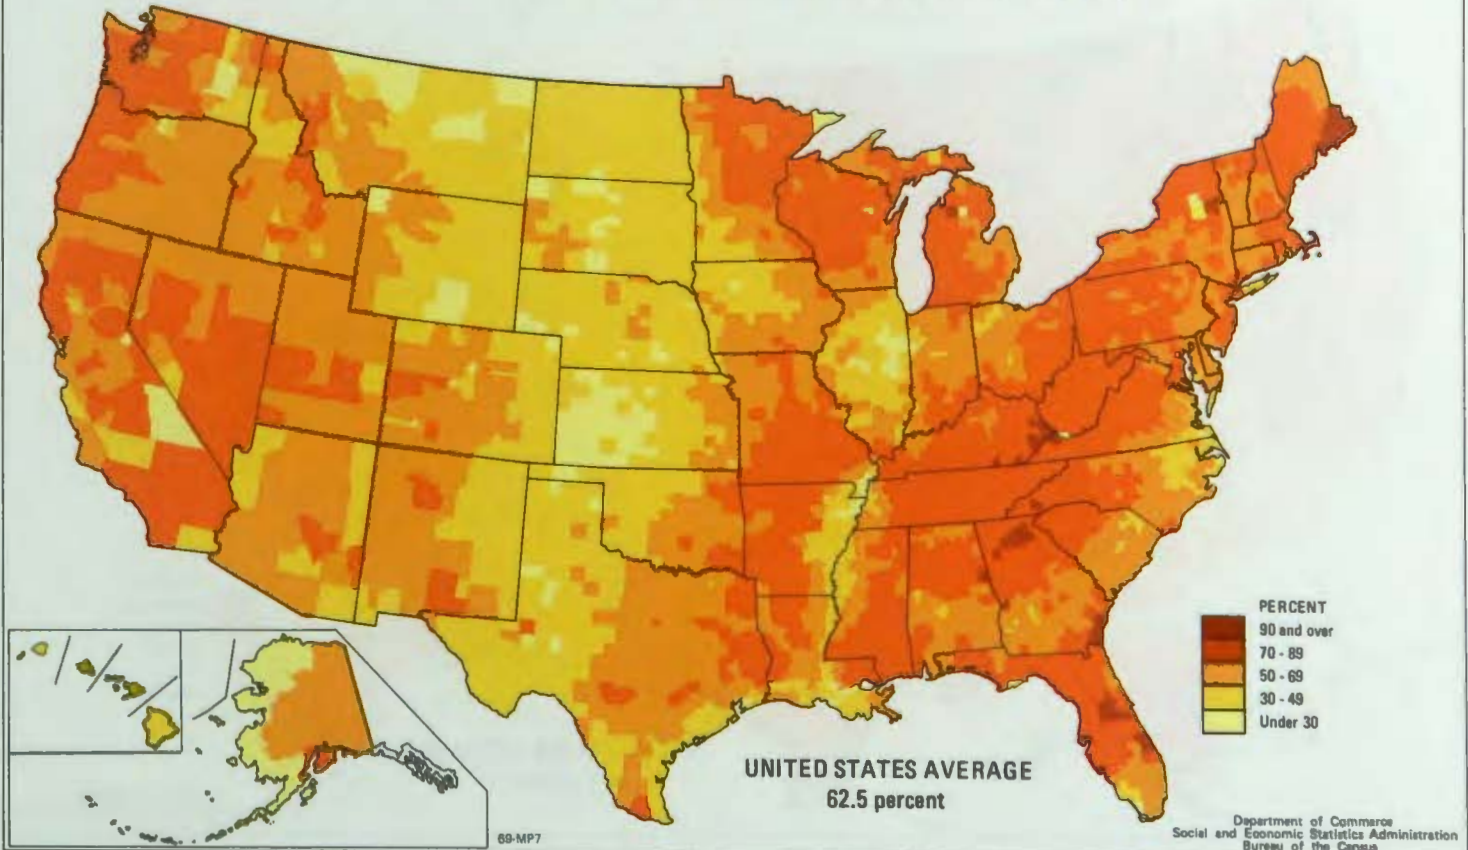 PERCENT
90 and over
70 - 89
50 - 69
30 - 49
Under 30
UNITED STATES AVERAGE
62.5 percent
69-MP7
Department of Commerce
Social and Economic Statistics Administration
Bureau of the Census